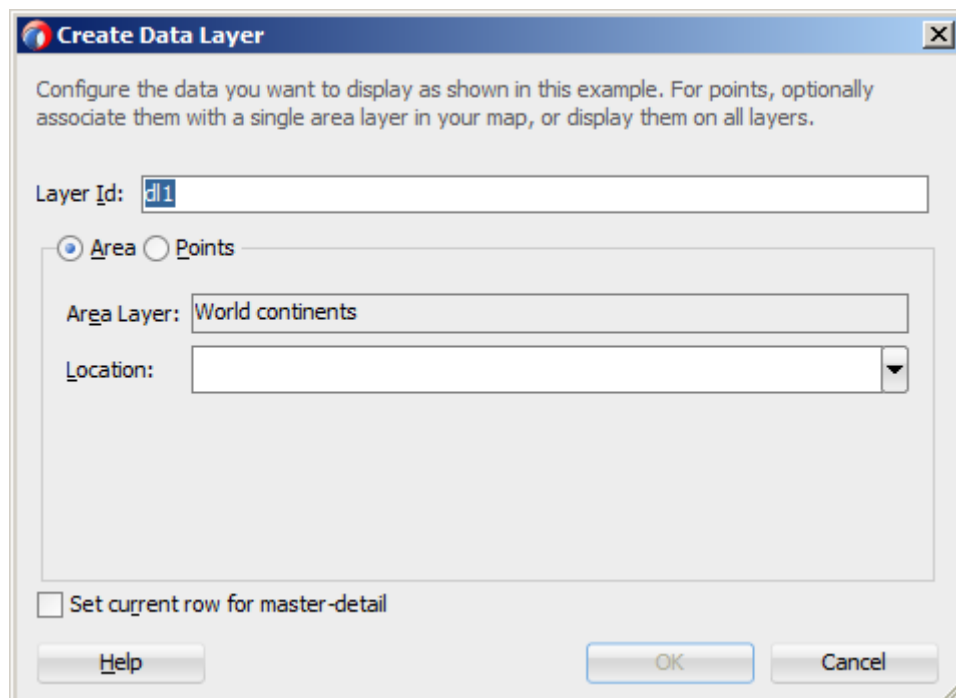 Create Data Layer
Configure the data you want to display as shown in this example. For points, optionally
associate them with a single area layer in your map, or display them on all layers.
Layer Id: dl1
Area Points
Area Layer: World continents
Location:
Set current row for master-detail
Help OK Cancel